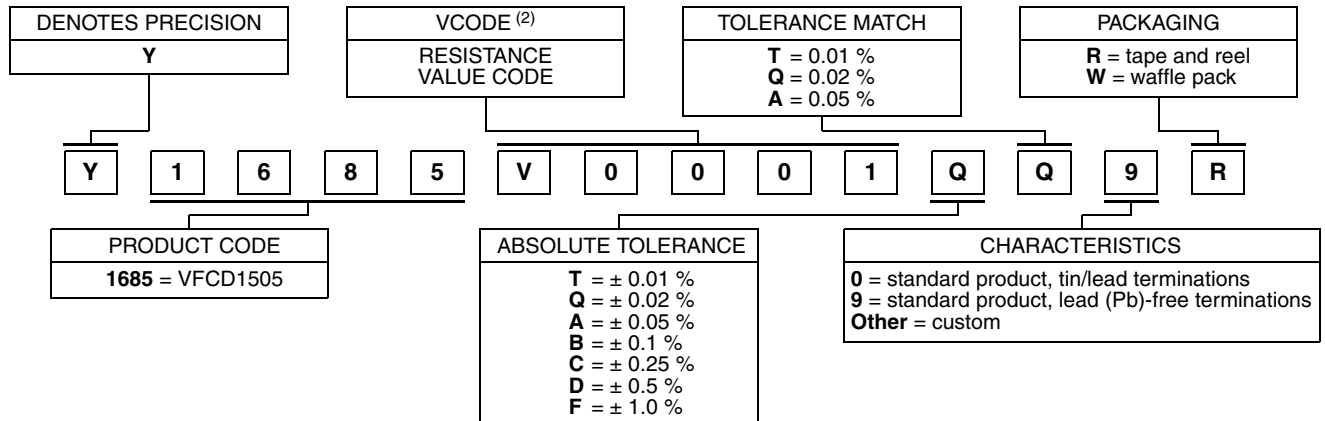 DENOTES PRECISION
Y
VCODE (2)
RESISTANCE
VALUE CODE
TOLERANCE MATCH
T = 0.01 %
Q = 0.02 %
A = 0.05 %
PACKAGING
R = tape and reel
W = waffle pack
Y 1 6 8 5 V 0 0 0 1 Q Q 9 R
PRODUCT CODE
1685 = VFCD1505
ABSOLUTE TOLERANCE
T = ± 0.01 %
Q = ± 0.02 %
A = ± 0.05 %
B = ± 0.1 %
C = ± 0.25 %
D = ± 0.5 %
F = ± 1.0 %
CHARACTERISTICS
0 = standard product, tin/lead terminations
9 = standard product, lead (Pb)-free terminations
Other = custom